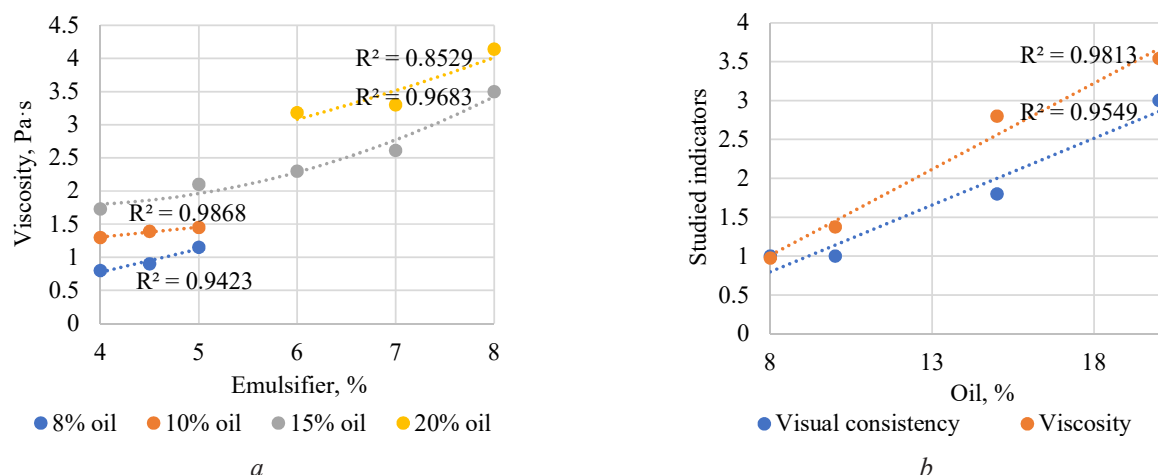 4.5
4
3.5
3
2.5
2
1.5
1
0.5
0
Viscosity, Pa·s
R² = 0.8529
R² = 0.9683
R² = 0.9868
R² = 0.9423
4 5 6 7 8
Emulsifier, %
8% oil 10% oil 15% oil 20% oil
a
4
3.5
3
2.5
2
1.5
1
0.5
0
Studied indicators
R² = 0.9813
R² = 0.9549
8 13 18
Oil, %
Visual consistency Viscosity
b